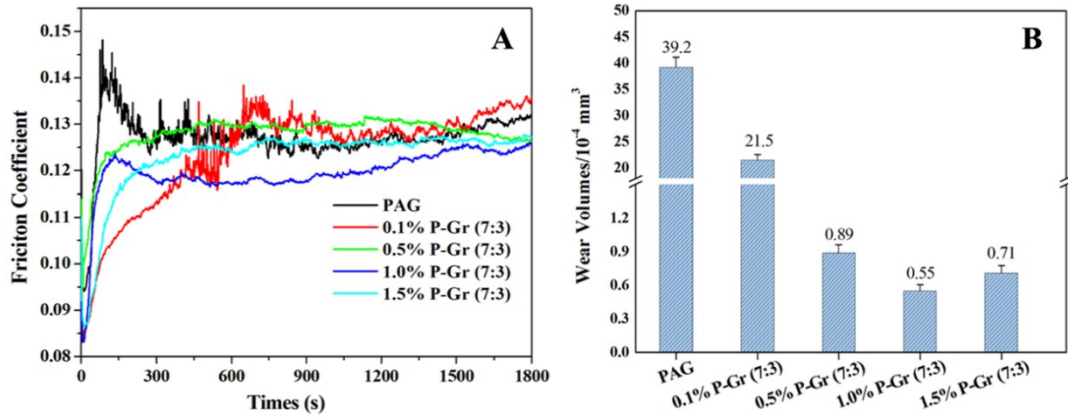 A
Friciton Coefficient
0.15
0.14
0.13
0.12
0.11
0.10
0.09
0.08
PAG
0.1% P-Gr (7:3)
0.5% P-Gr (7:3)
1.0% P-Gr (7:3)
1.5% P-Gr (7:3)
0 300 600 900 1200 1500 1800
Times (s)
B
Wear Volumes/10⁻⁴ mm³
50
45
40
35
30
25
20
1.2
0.9
0.6
0.3
0.0
39.2
21.5
0.89
0.55
0.71
PAG
0.1% P-Gr (7:3)
0.5% P-Gr (7:3)
1.0% P-Gr (7:3)
1.5% P-Gr (7:3)